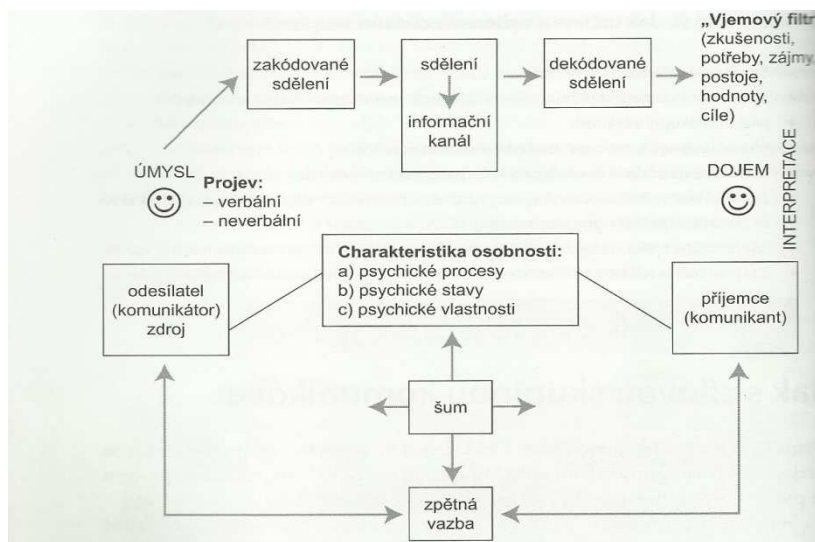 zakódované
sdělení
sdělení
informační
kanál
dekódované
sdělení
„Vjemový filtr
(zkušenosti,
potřeby, zájmy,
postoje,
hodnoty,
cíle)
ÚMYSL
Projev:
– verbální
– neverbální
DOJEM
INTERPRETACE
odesílatel
(komunikátor)
zdroj
Charakteristika osobnosti:
a) psychické procesy
b) psychické stavy
c) psychické vlastnosti
příjemce
(komunikant)
šum
zpětná
vazba